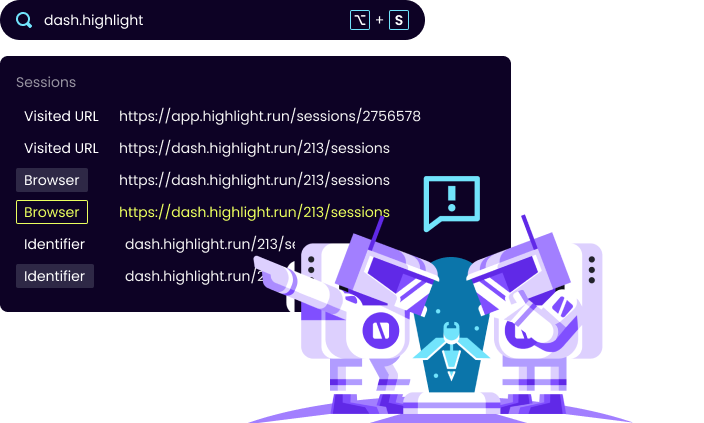 dash.highlight ⌥ + S
Sessions
Visited URL https://app.highlight.run/sessions/2756578
Visited URL https://dash.highlight.run/213/sessions
Browser https://dash.highlight.run/213/sessions
Browser https://dash.highlight.run/213/sessions
Identifier dash.highlight.run/213/se
Identifier dash.highlight.run/2